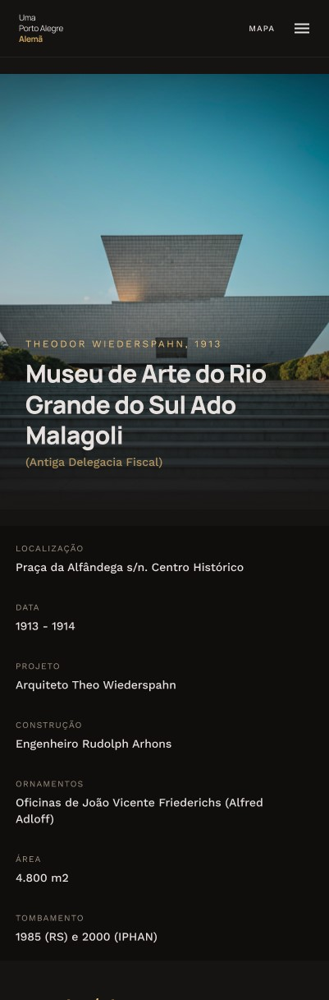 Uma
Porto Alegre
Alemã
MAPA
THEODOR WIEDERSPAHN, 1913
Museu de Arte do Rio
Grande do Sul Ado
Malagoli
(Antiga Delegacia Fiscal)
LOCALIZAÇÃO
Praça da Alfândega s/n. Centro Histórico
DATA
1913 - 1914
PROJETO
Arquiteto Theo Wiederspahn
CONSTRUÇÃO
Engenheiro Rudolph Arhons
ORNAMENTOS
Oficinas de João Vicente Friederichs (Alfred
Adloff)
ÁREA
4.800 m2
TOMBAMENTO
1985 (RS) e 2000 (IPHAN)